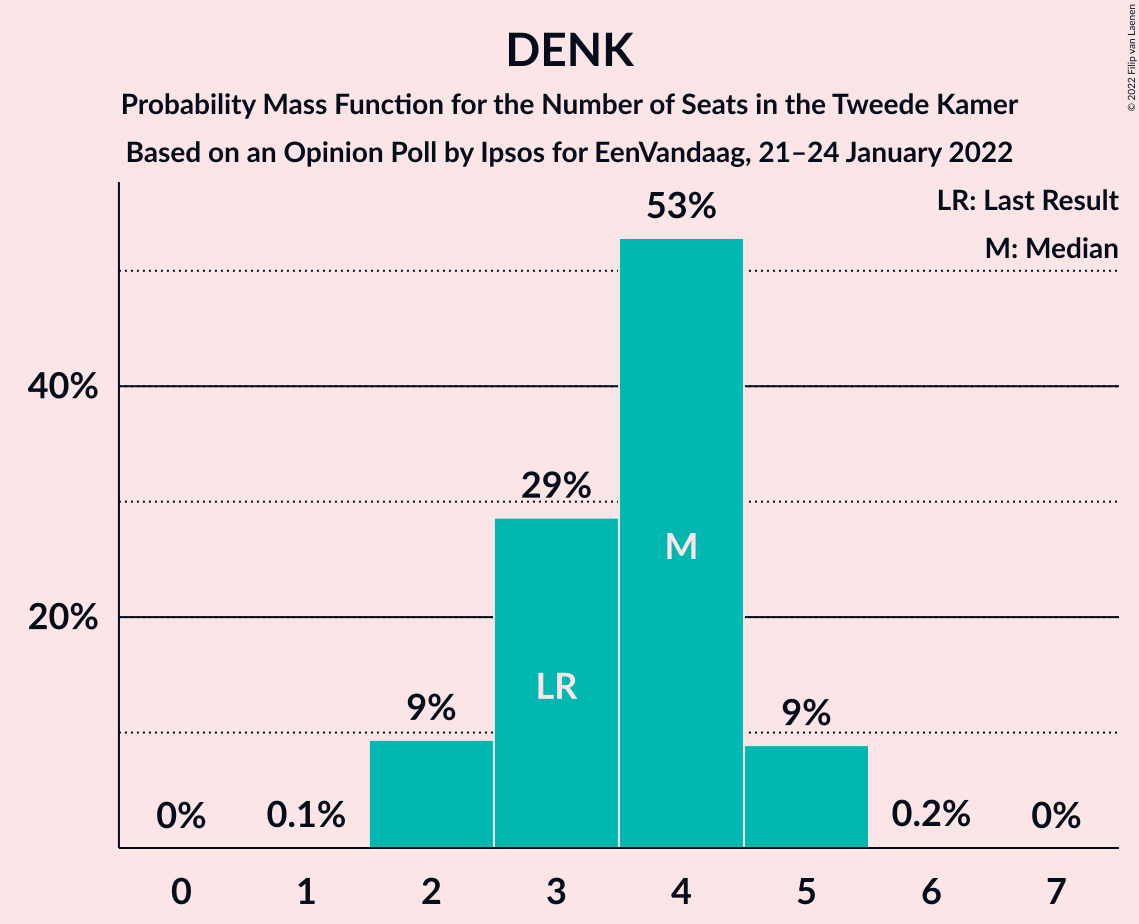 DENK
Probability Mass Function for the Number of Seats in the Tweede Kamer
Based on an Opinion Poll by Ipsos for EenVandaag, 21–24 January 2022
© 2022 Filip van Laenen
LR: Last Result
M: Median
53%
40%
29%
M
20%
LR
9%
9%
0%
0.1%
0.2%
0%
0 1 2 3 4 5 6 7